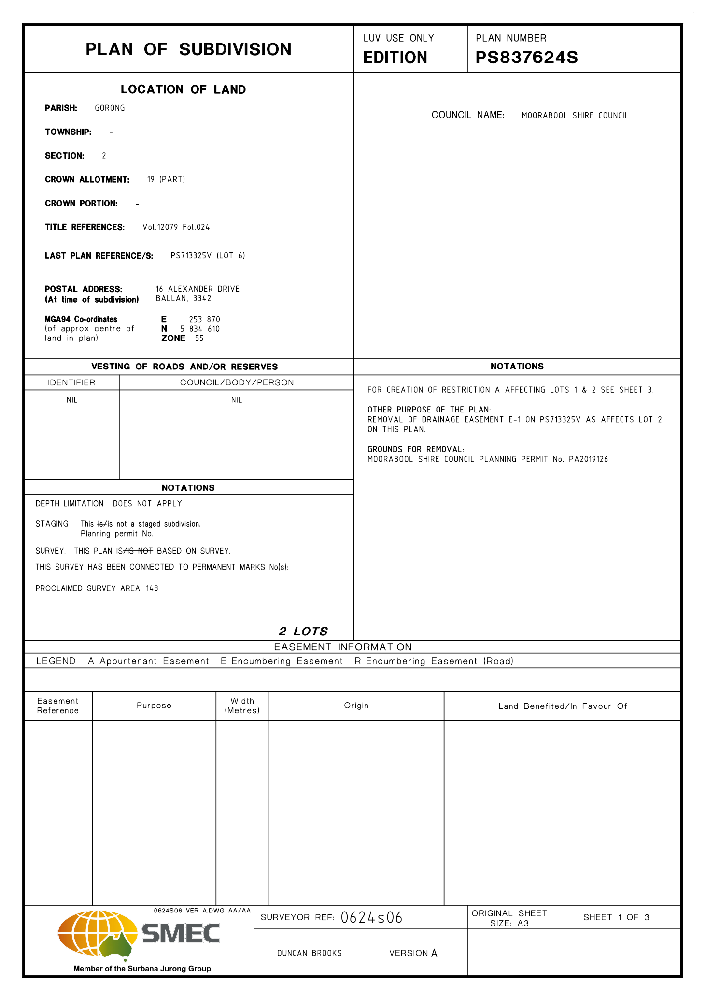 PLAN OF SUBDIVISION
LUV USE ONLY
EDITION
PLAN NUMBER
PS837624S
LOCATION OF LAND
PARISH: GORONG
TOWNSHIP: -
SECTION: 2
CROWN ALLOTMENT: 19 (PART)
CROWN PORTION: -
TITLE REFERENCES: Vol.12079 Fol.024
LAST PLAN REFERENCE/S: PS713325V (LOT 6)
POSTAL ADDRESS: 16 ALEXANDER DRIVE
(At time of subdivision) BALLAN, 3342
MGA94 Co-ordinates E 253 870
(of approx centre of N 5 834 610
land in plan) ZONE 55
COUNCIL NAME: MOORABOOL SHIRE COUNCIL
VESTING OF ROADS AND/OR RESERVES
IDENTIFIER COUNCIL/BODY/PERSON
NIL NIL
NOTATIONS
FOR CREATION OF RESTRICTION A AFFECTING LOTS 1 & 2 SEE SHEET 3.
OTHER PURPOSE OF THE PLAN:
REMOVAL OF DRAINAGE EASEMENT E-1 ON PS713325V AS AFFECTS LOT 2
ON THIS PLAN.
GROUNDS FOR REMOVAL:
MOORABOOL SHIRE COUNCIL PLANNING PERMIT No. PA2019126
NOTATIONS
DEPTH LIMITATION DOES NOT APPLY
STAGING This is/is not a staged subdivision.
Planning permit No.
SURVEY. THIS PLAN IS/IS NOT BASED ON SURVEY.
THIS SURVEY HAS BEEN CONNECTED TO PERMANENT MARKS No(s):
PROCLAIMED SURVEY AREA: 148
2 LOTS
EASEMENT INFORMATION
LEGEND A-Appurtenant Easement E-Encumbering Easement R-Encumbering Easement (Road)
Easement
Reference
Purpose
Width
(Metres)
Origin
Land Benefited/In Favour Of
0624S06 VER A.DWG AA/AA
SMEC
Member of the Surbana Jurong Group
SURVEYOR REF: 0624s06
ORIGINAL SHEET
SIZE: A3
SHEET 1 OF 3
DUNCAN BROOKS VERSION A